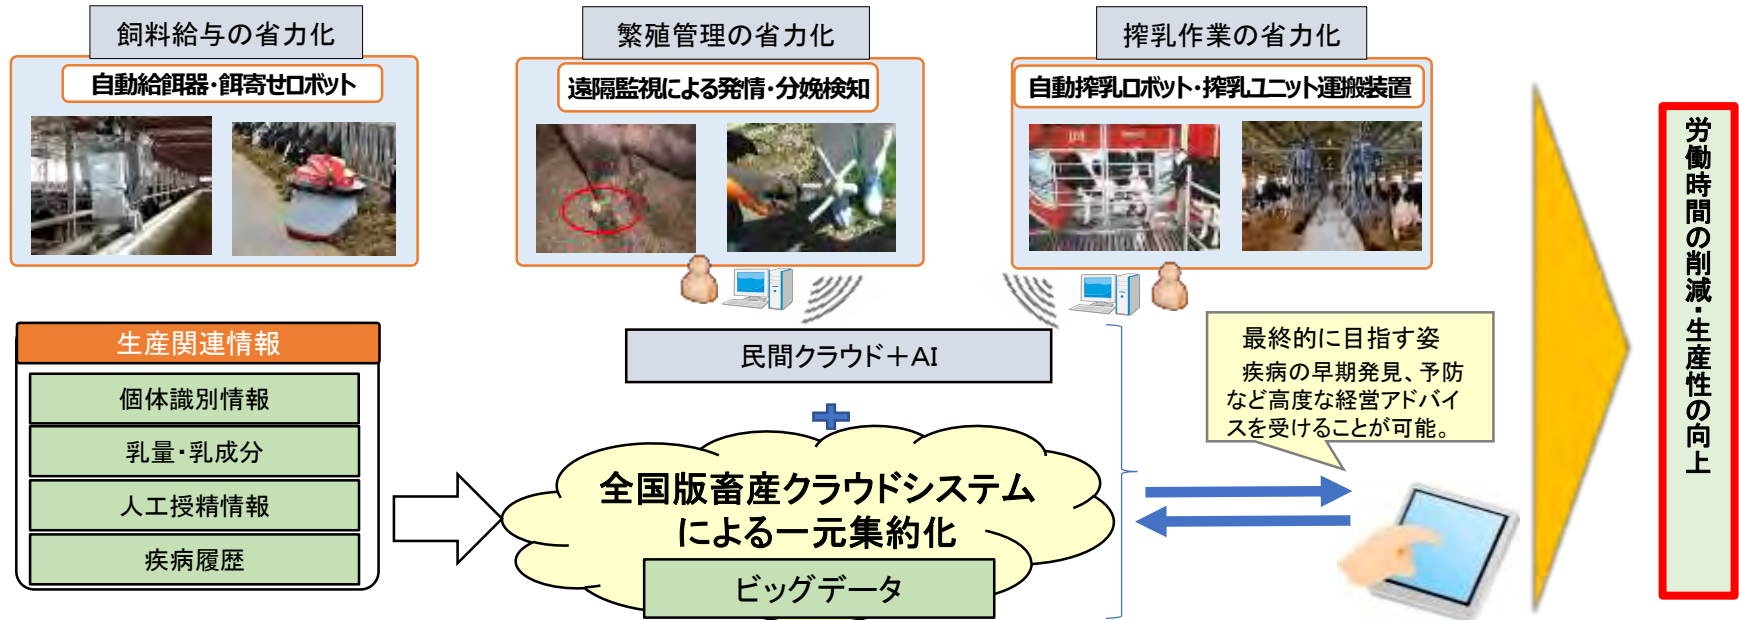 飼料給与の省力化
自動給餌器・餌寄せロボット
繁殖管理の省力化
遠隔監視による発情・分娩検知
搾乳作業の省力化
自動搾乳ロボット・搾乳ユニット運搬装置
生産関連情報
個体識別情報
乳量・乳成分
人工授精情報
疾病履歴
民間クラウド＋AI
全国版畜産クラウドシステム
による一元集約化
ビッグデータ
最終的に目指す姿
疾病の早期発見、予防
など高度な経営アドバイ
スを受けることが可能。
労働時間の削減・生産性の向上